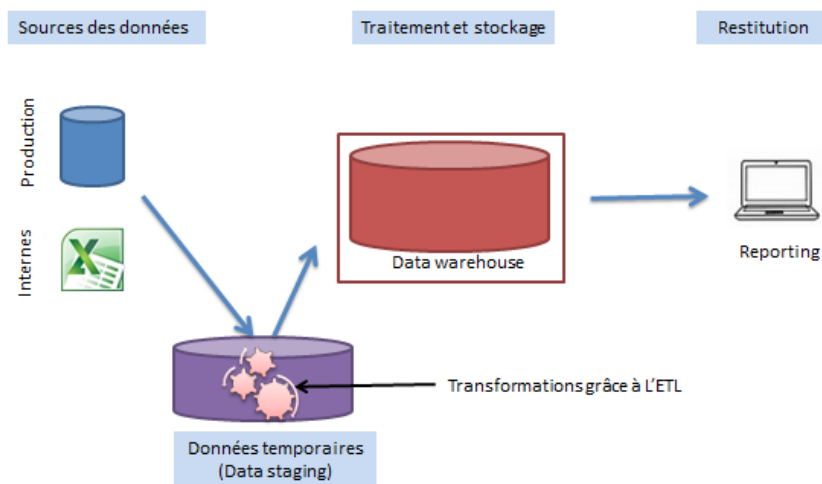 Sources des données
Traitement et stockage
Restitution
Production
Internes
Data warehouse
Reporting
Transformations grâce à L'ETL
Données temporaires
(Data staging)